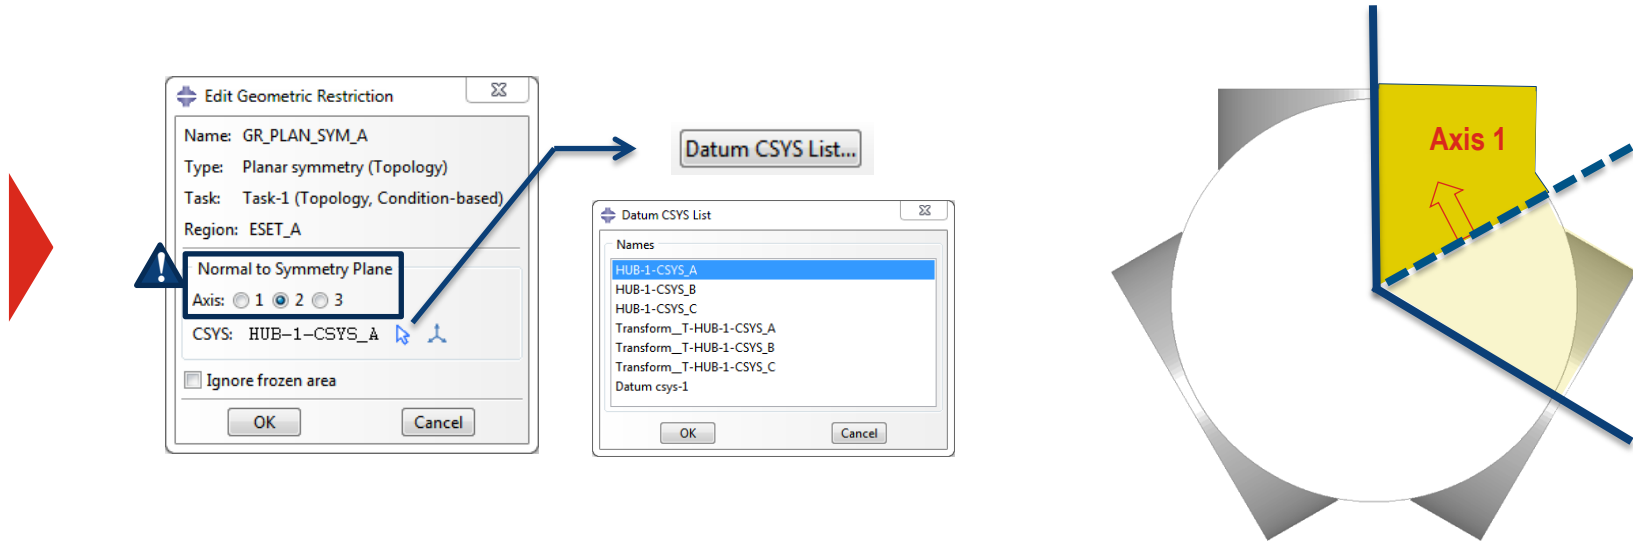 Edit Geometric Restriction
Name: GR_PLAN_SYM_A
Type: Planar symmetry (Topology)
Task: Task-1 (Topology, Condition-based)
Region: ESET_A
Normal to Symmetry Plane
Axis: 1 2 3
CSYS: HUB-1-CSYS_A
Ignore frozen area
OK Cancel
Datum CSYS List...
Datum CSYS List
Names
HUB-1-CSYS_A
HUB-1-CSYS_B
HUB-1-CSYS_C
Transform__T-HUB-1-CSYS_A
Transform__T-HUB-1-CSYS_B
Transform__T-HUB-1-CSYS_C
Datum csys-1
OK Cancel
Axis 1